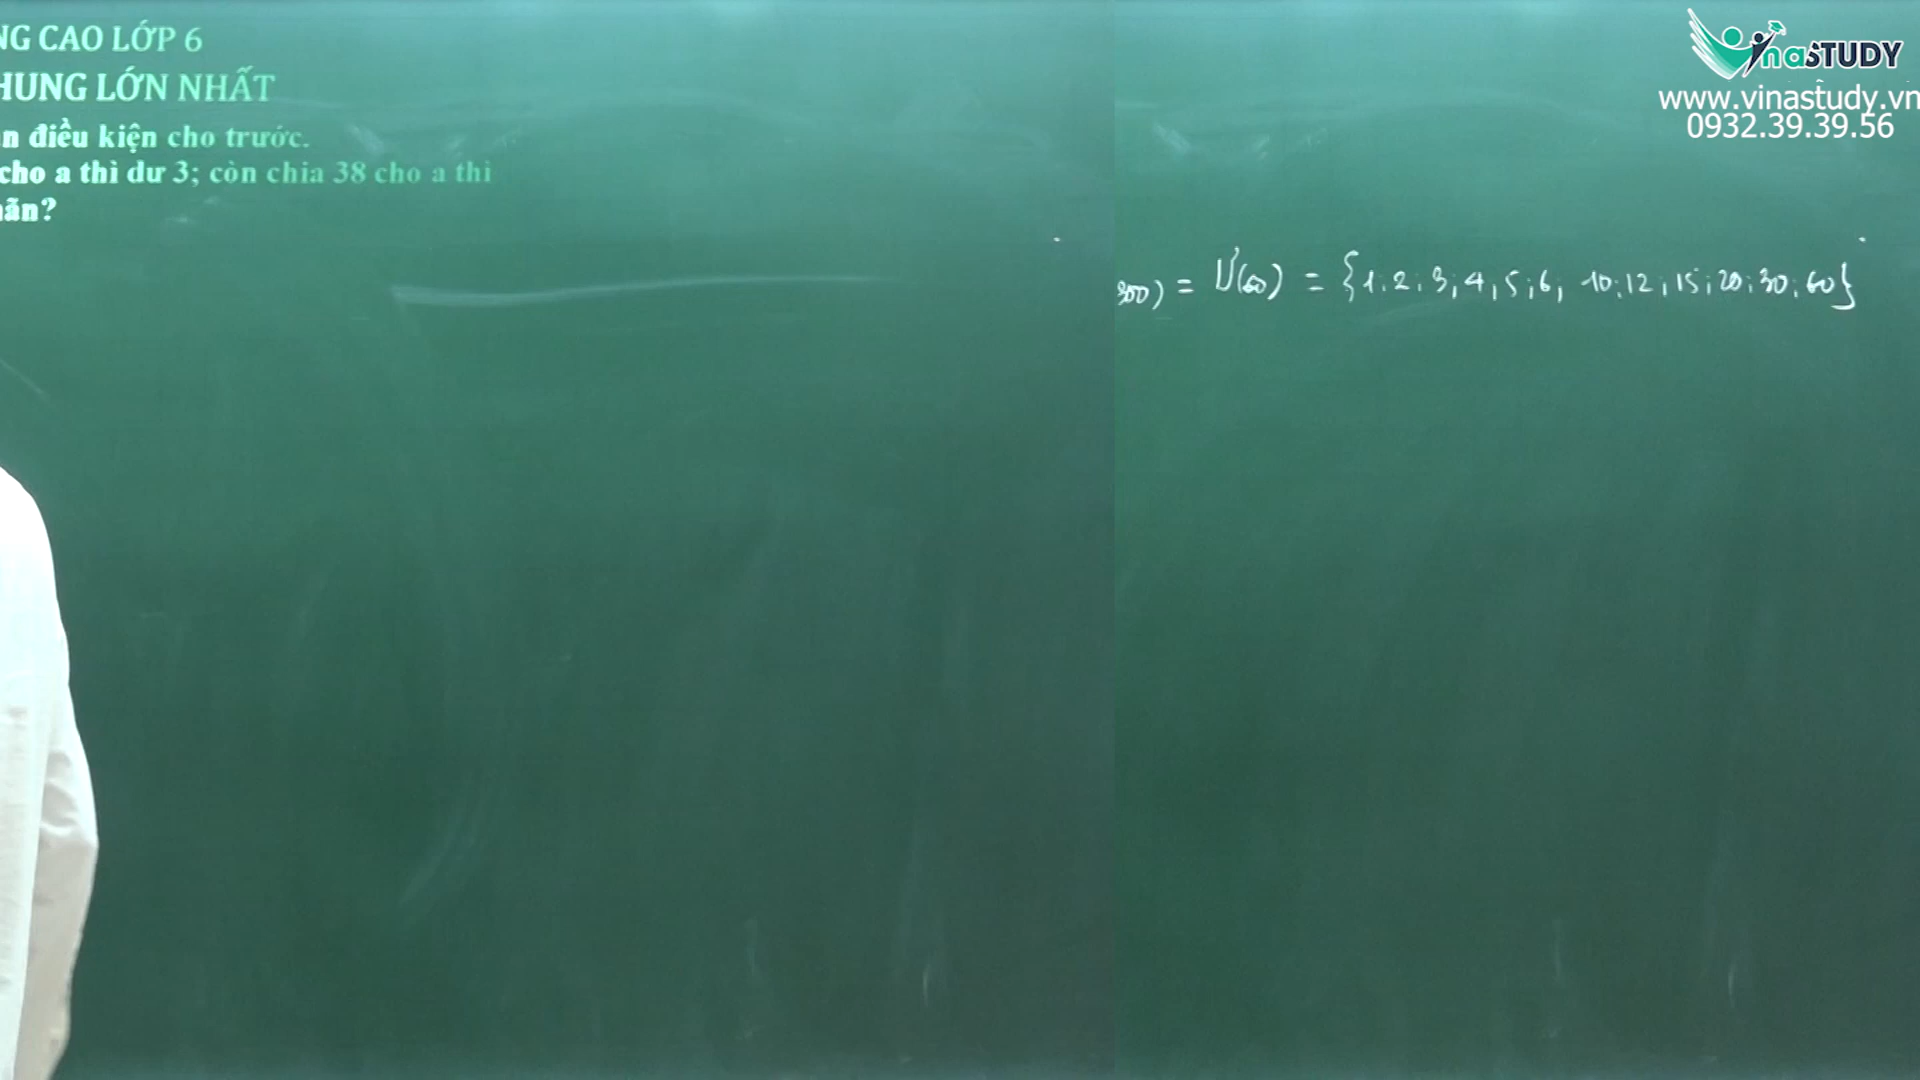 NG CAO LỚP 6
HUNG LỚN NHẤT
n điều kiện cho trước.
cho a thì dư 3; còn chia 38 cho a thì
ẵn?
VinaSTUDY
www.vinastudy.vn
0932.39.39.56
300) = Ư(60) = {1;2;3;4;5;6;10;12;15;20;30;60}